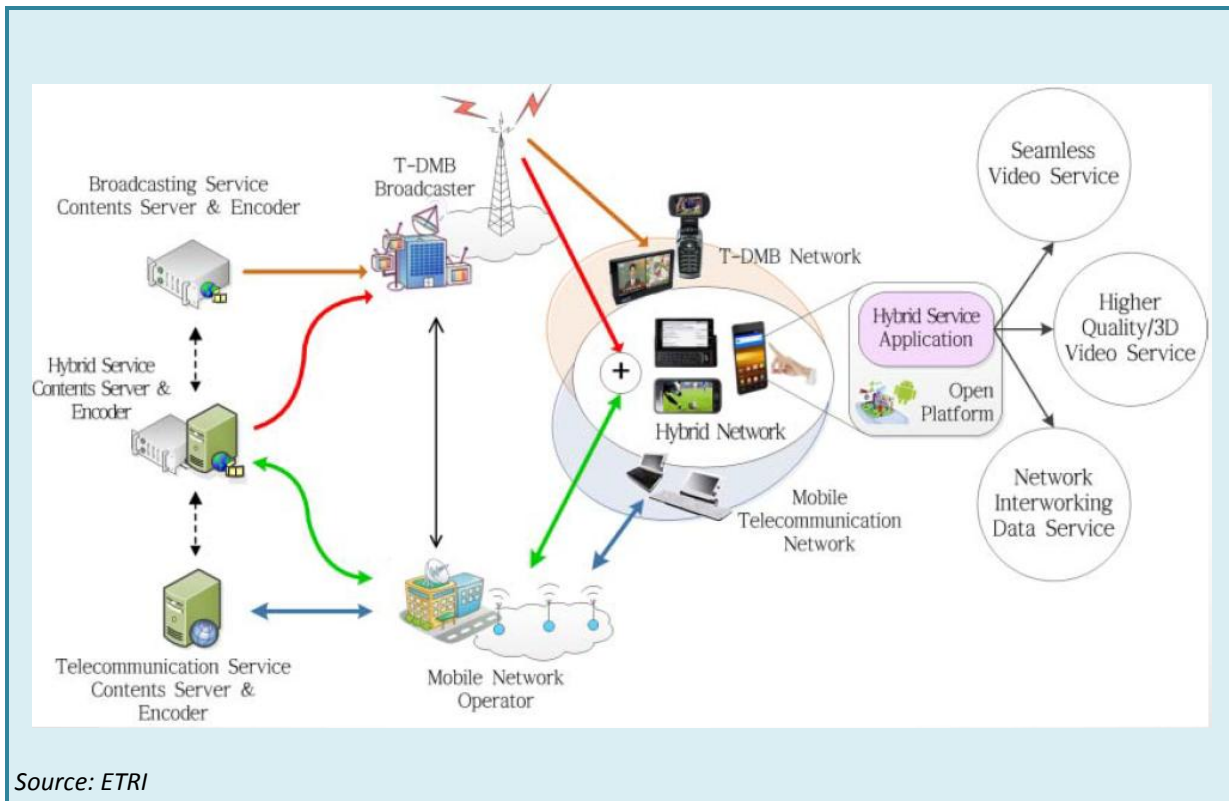 T-DMB
Broadcaster
Broadcasting Service
Contents Server & Encoder
Seamless
Video Service
T-DMB Network
Hybrid Service
Application
Higher
Quality/3D
Video Service
Hybrid Service
Contents Server &
Encoder
+
Open
Platform
Hybrid Network
Mobile
Telecommunication
Network
Network
Interworking
Data Service
Telecommunication Service
Contents Server &
Encoder
Mobile Network
Operator
Source: ETRI